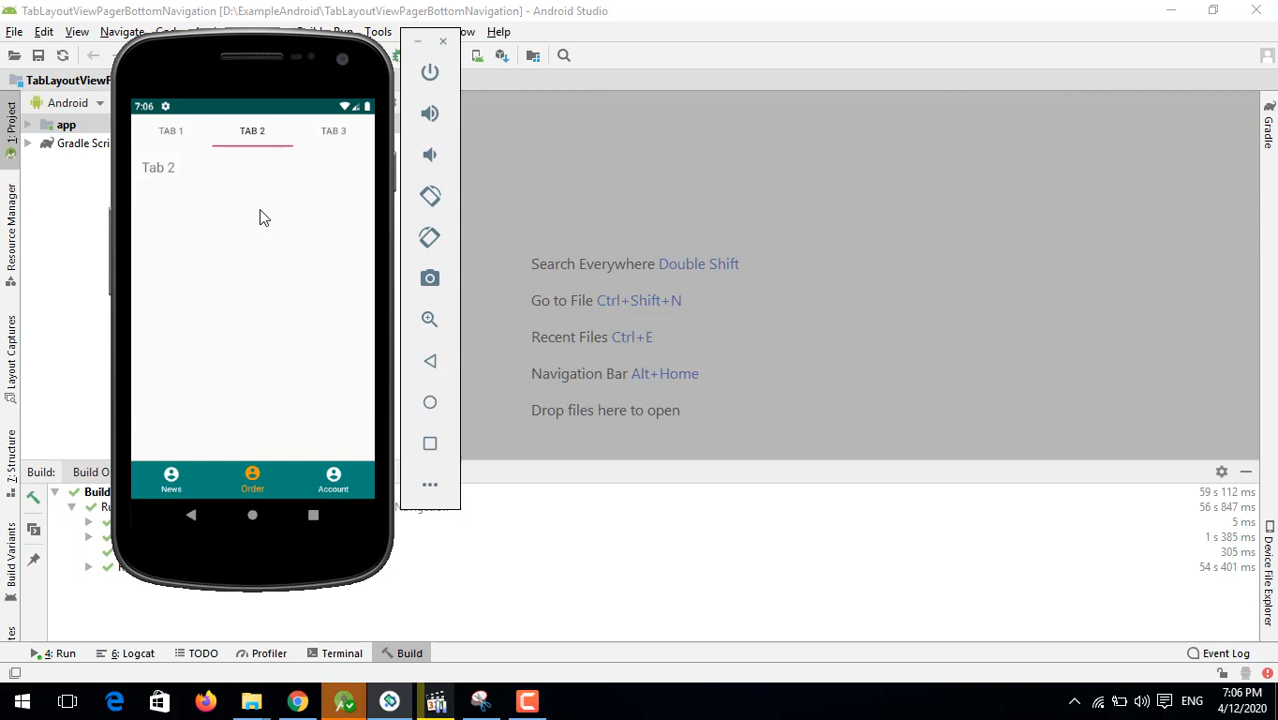 TabLayoutViewPagerBottomNavigation [D:\ExampleAndroid\TabLayoutViewPagerBottomNavigation] - Android Studio
File Edit View Navigate Tools Help
TabLayoutViewP
Android
app
Gradle Scri
1: Project
Resource Manager
Layout Captures
Z: Structure
Build Variants
7:06
TAB 1 TAB 2 TAB 3
Tab 2
News Order Account
Search Everywhere Double Shift
Go to File Ctrl+Shift+N
Recent Files Ctrl+E
Navigation Bar Alt+Home
Drop files here to open
Gradle
Device File Explorer
Build: Build O
Build
59 s 112 ms
56 s 847 ms
5 ms
1 s 385 ms
305 ms
54 s 401 ms
4: Run 6: Logcat TODO Profiler Terminal Build Event Log
ENG
7:06 PM
4/12/2020